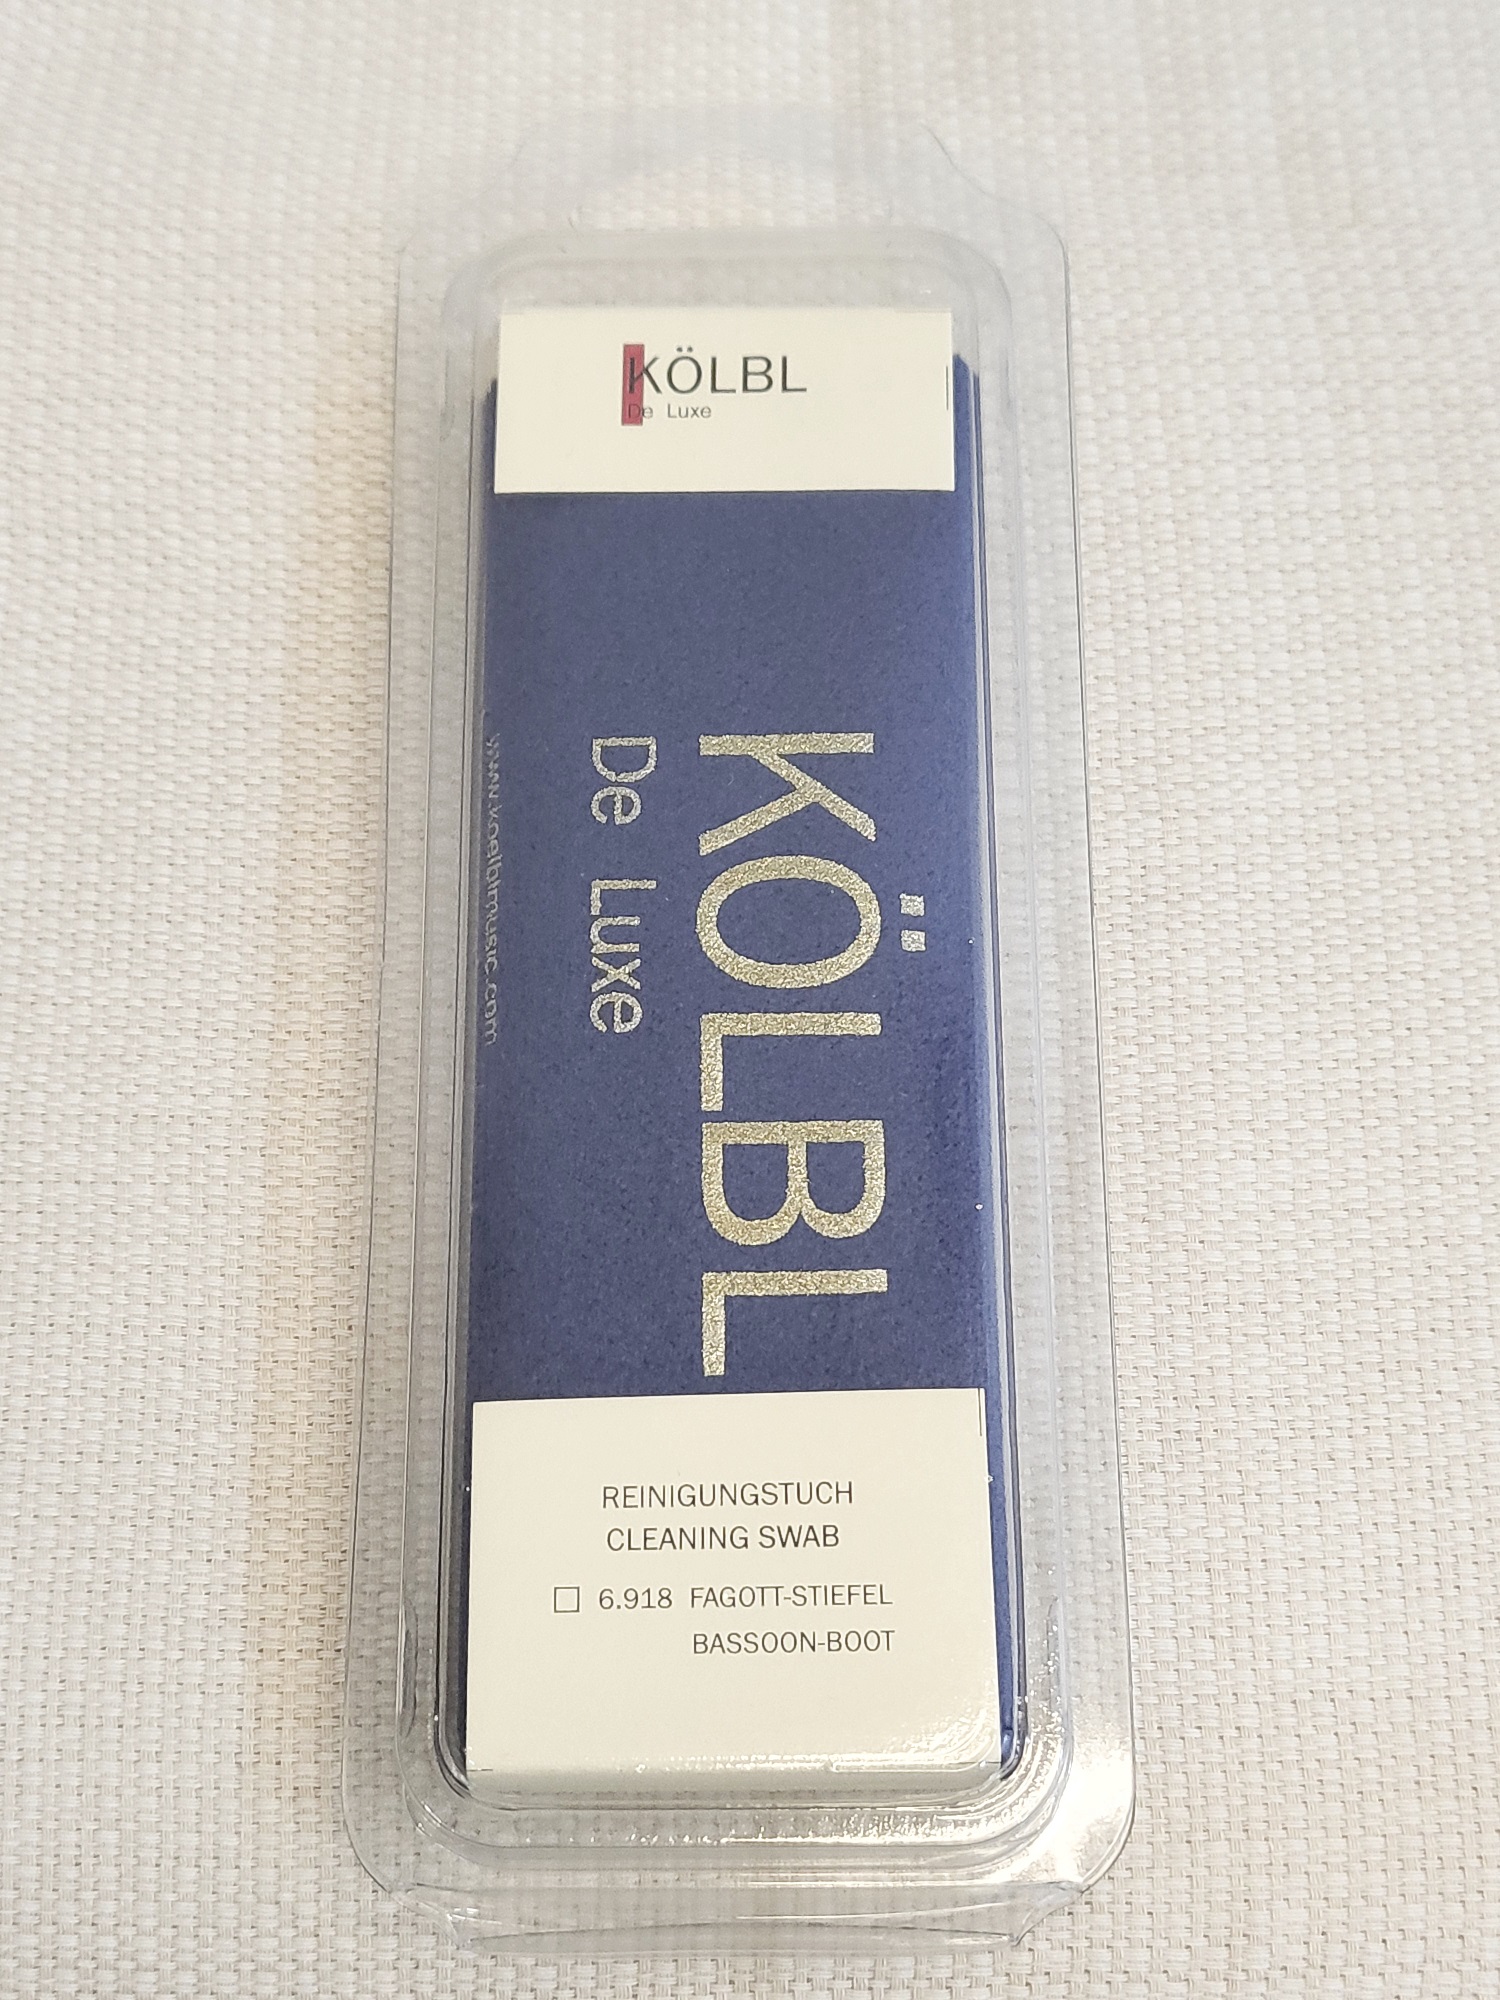 KÖLBL
De Luxe
KÖLBL
De Luxe
www.koelblmusic.com
REINIGUNGSTUCH
CLEANING SWAB
☐ 6.918 FAGOTT-STIEFEL
BASSOON-BOOT